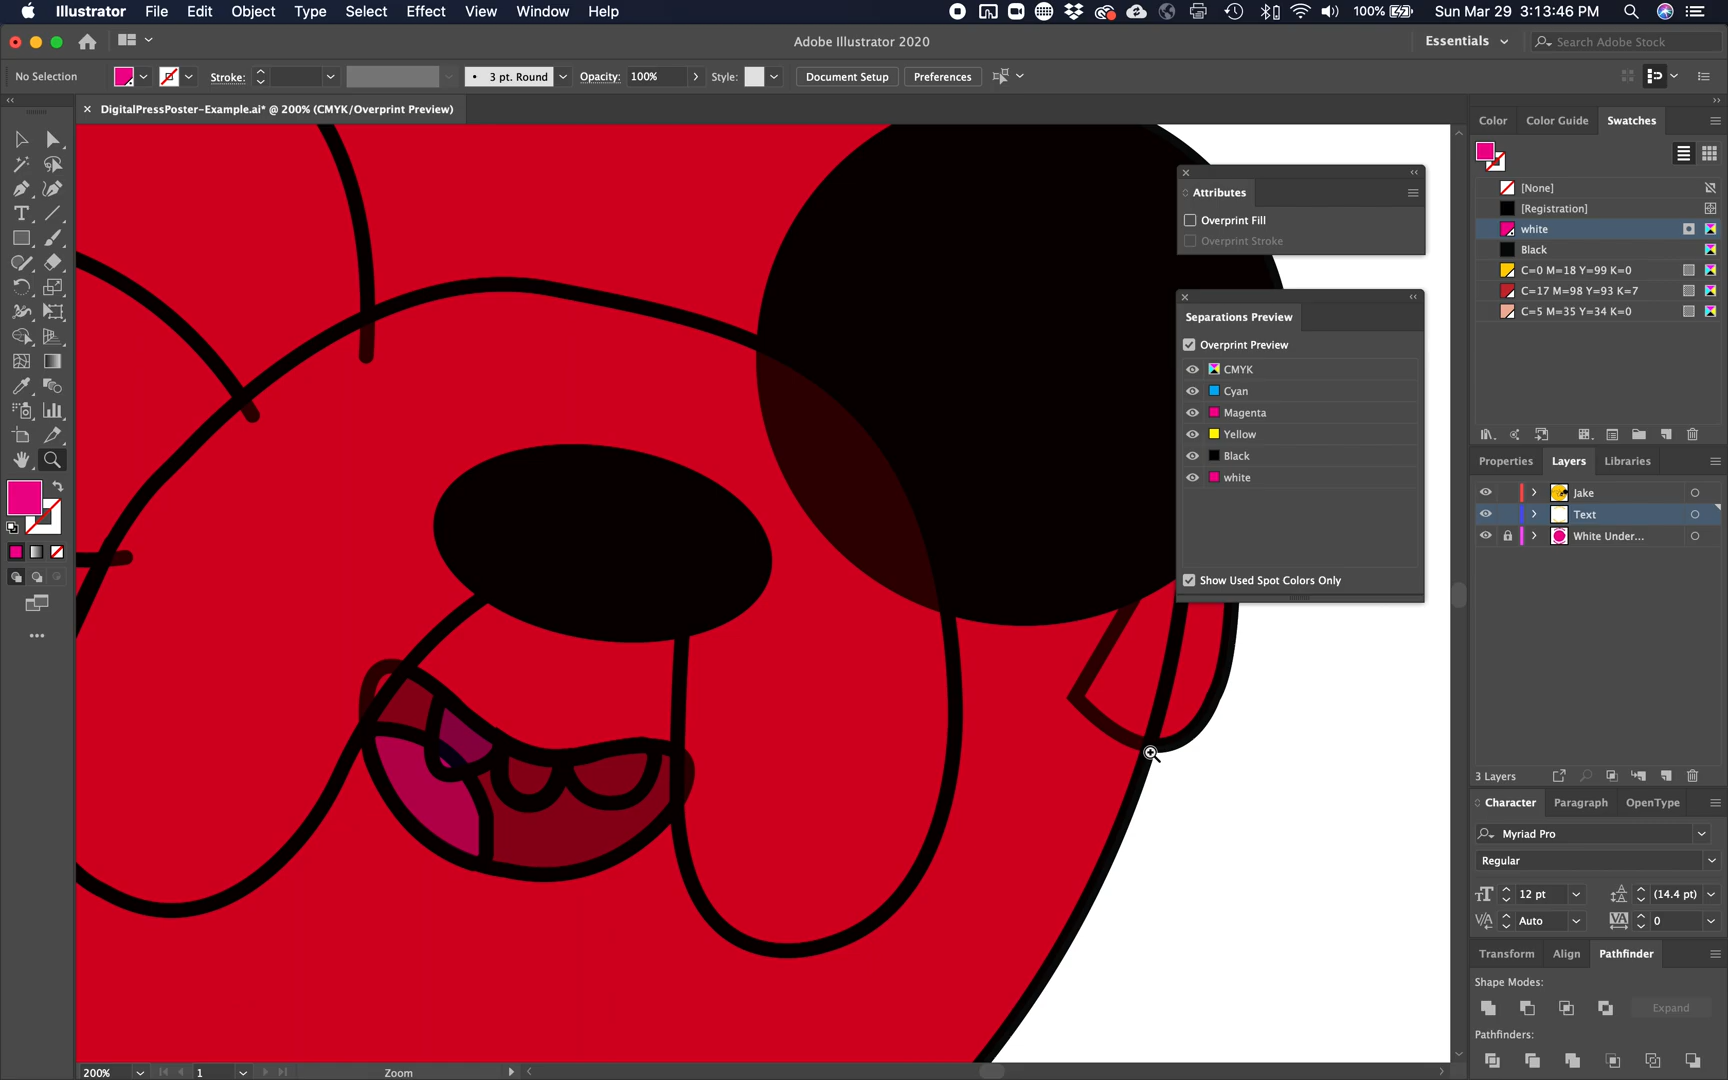 Illustrator File Edit Object Type Select Effect View Window Help 100% Sun Mar 29 3:13:46 PM
Adobe Illustrator 2020 Essentials Search Adobe Stock
No Selection Stroke: 3 pt. Round Opacity: 100% Style: Document Setup Preferences
DigitalPressPoster-Example.ai* @ 200% (CMYK/Overprint Preview)
Color Color Guide Swatches
[None]
[Registration]
white
Black
C=0 M=18 Y=99 K=0
C=17 M=98 Y=93 K=7
C=5 M=35 Y=34 K=0
Attributes
Overprint Fill
Overprint Stroke
Separations Preview
Overprint Preview
CMYK
Cyan
Magenta
Yellow
Black
white
Show Used Spot Colors Only
Properties Layers Libraries
Jake
Text
White Under...
3 Layers
Character Paragraph OpenType
Myriad Pro
Regular
12 pt (14.4 pt)
Auto 0
Transform Align Pathfinder
Shape Modes:
Expand
Pathfinders:
200% 1 Zoom